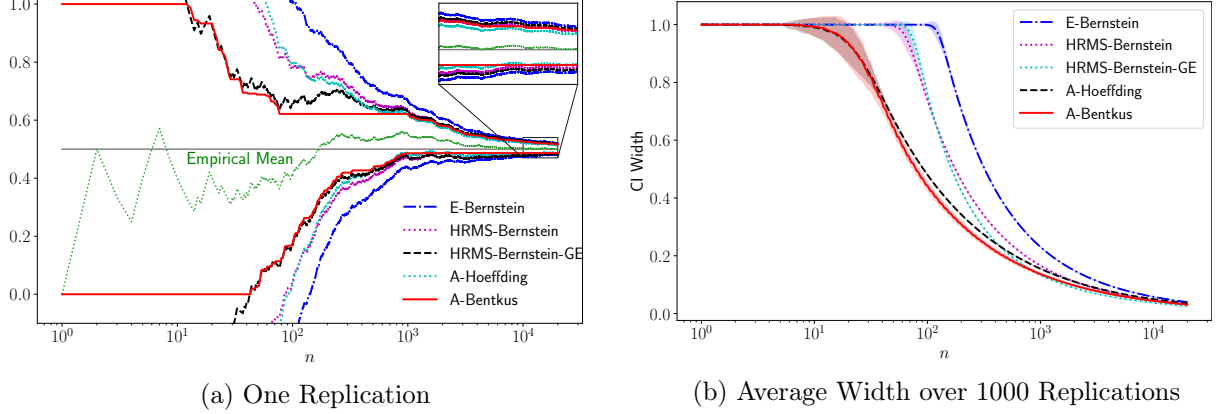 1.0
0.8
0.6
0.4
0.2
0.0
Empirical Mean
E-Bernstein
HRMS-Bernstein
HRMS-Bernstein-GE
A-Hoeffding
A-Bentkus
10^0
10^1
10^2
10^3
10^4
n
(a) One Replication
CI Width
1.0
0.8
0.6
0.4
0.2
0.0
E-Bernstein
HRMS-Bernstein
HRMS-Bernstein-GE
A-Hoeffding
A-Bentkus
10^0
10^1
10^2
10^3
10^4
n
(b) Average Width over 1000 Replications